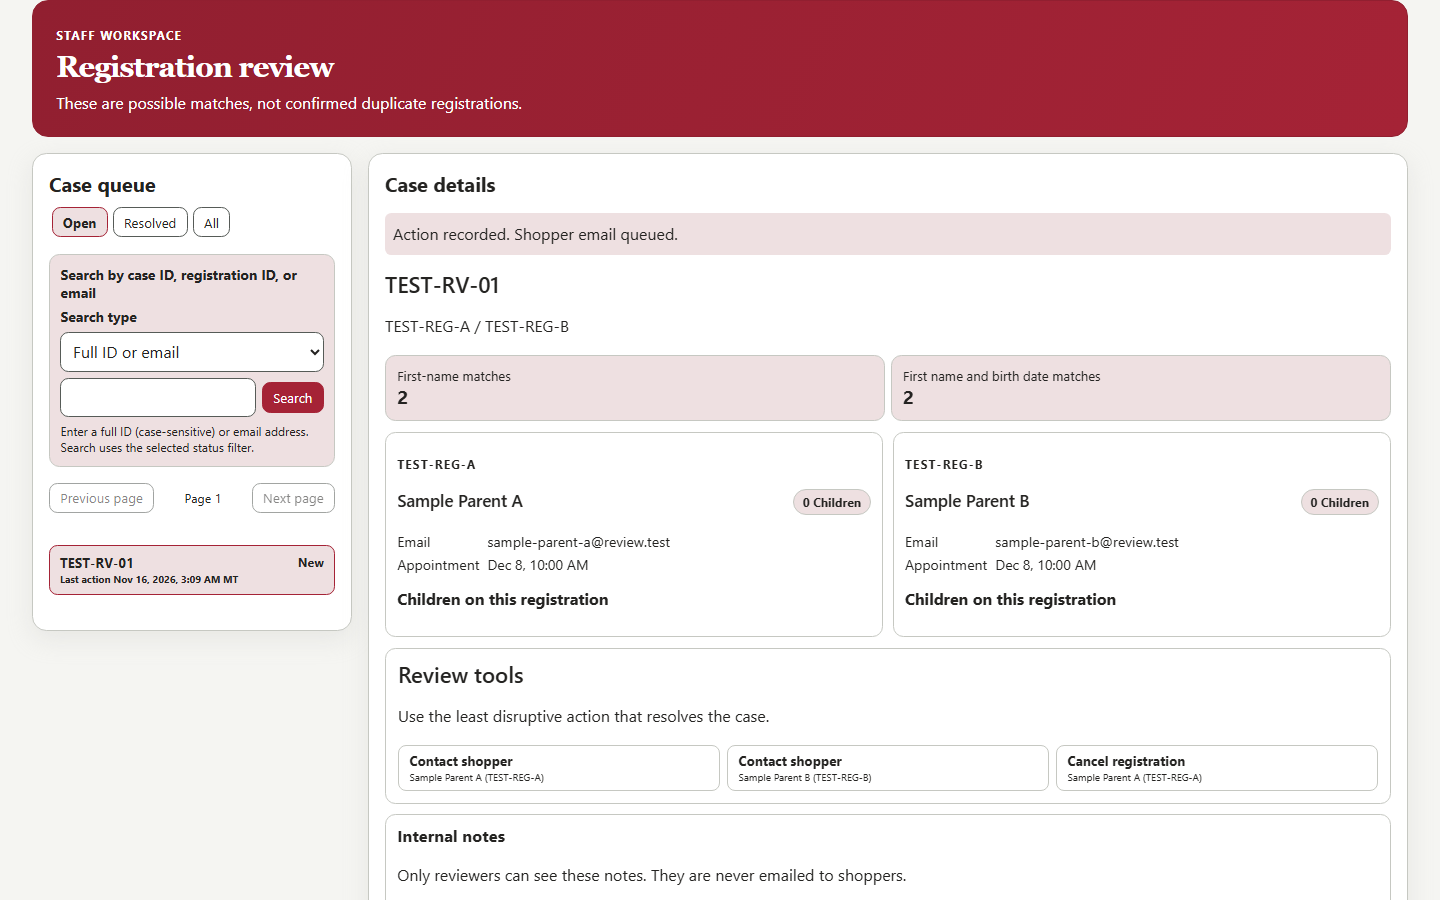 STAFF WORKSPACE
Registration review
These are possible matches, not confirmed duplicate registrations.
Case queue
Open
Resolved
All
Search by case ID, registration ID, or
email
Search type
Full ID or email
Search
Enter a full ID (case-sensitive) or email address.
Search uses the selected status filter.
Previous page
Page 1
Next page
TEST-RV-01
New
Last action Nov 16, 2026, 3:09 AM MT
Case details
Action recorded. Shopper email queued.
TEST-RV-01
TEST-REG-A / TEST-REG-B
First-name matches
2
First name and birth date matches
2
TEST-REG-A
Sample Parent A
0 Children
Email sample-parent-a@review.test
Appointment Dec 8, 10:00 AM
Children on this registration
TEST-REG-B
Sample Parent B
0 Children
Email sample-parent-b@review.test
Appointment Dec 8, 10:00 AM
Children on this registration
Review tools
Use the least disruptive action that resolves the case.
Contact shopper
Sample Parent A (TEST-REG-A)
Contact shopper
Sample Parent B (TEST-REG-B)
Cancel registration
Sample Parent A (TEST-REG-A)
Internal notes
Only reviewers can see these notes. They are never emailed to shoppers.